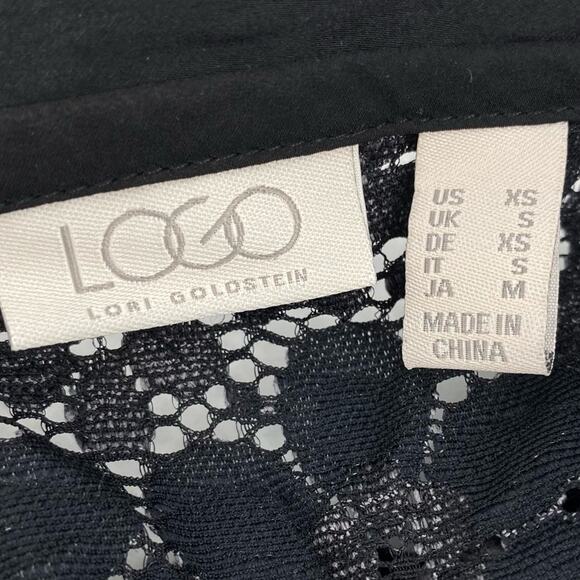 LOGO
LORI GOLDSTEIN
US XS
UK S
DE XS
IT S
JA M
MADE IN
CHINA